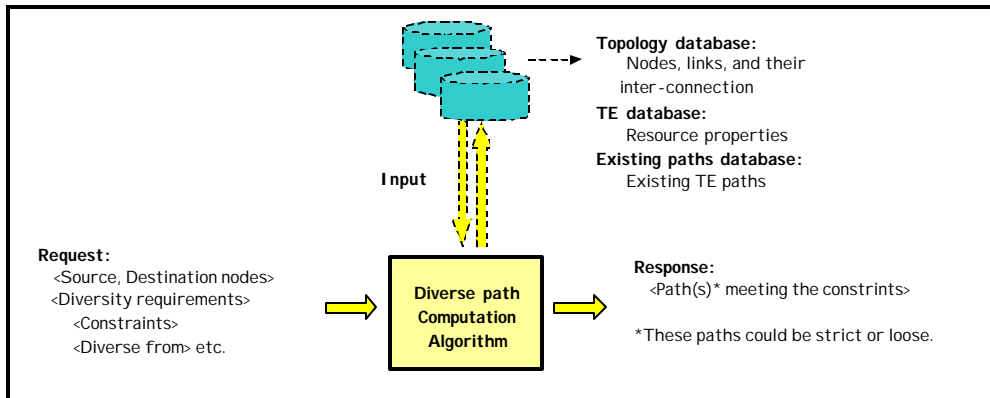 Topology database:
Nodes, links, and their
inter-connection
TE database:
Resource properties
Existing paths database:
Existing TE paths
Input
Request:
<Source, Destination nodes>
<Diversity requirements>
<Constraints>
<Diverse from> etc.
Diverse path
Computation
Algorithm
Response:
<Path(s)* meeting the constrints>
*These paths could be strict or loose.